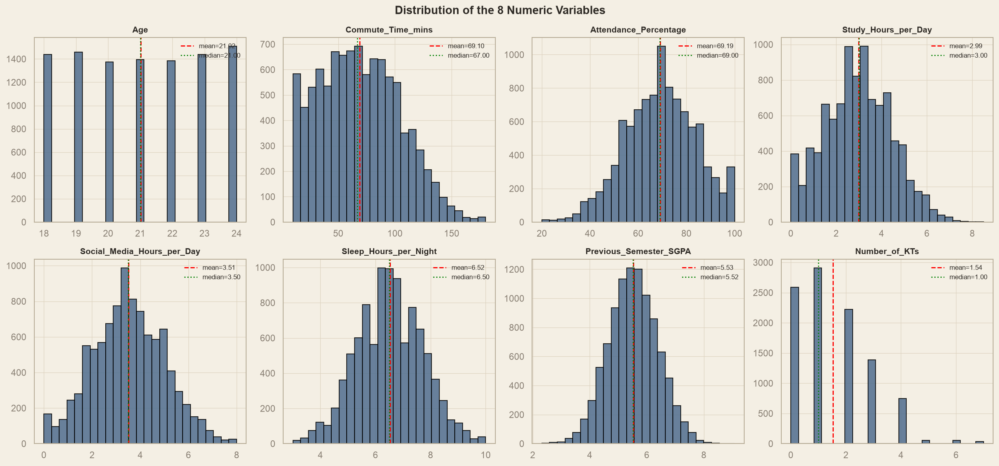 Distribution of the 8 Numeric Variables
Age
mean=21.02
median=21.00
1400
1200
1000
800
600
400
200
0
18 19 20 21 22 23 24
Commute_Time_mins
mean=69.10
median=67.00
700
600
500
400
300
200
100
0
50 100 150
Attendance_Percentage
mean=69.19
median=69.00
1000
800
600
400
200
0
20 40 60 80 100
Study_Hours_per_Day
mean=2.99
median=3.00
1000
800
600
400
200
0
0 2 4 6 8
Social_Media_Hours_per_Day
mean=3.51
median=3.50
1000
800
600
400
200
0
0 2 4 6 8
Sleep_Hours_per_Night
mean=6.52
median=6.50
1000
800
600
400
200
0
4 6 8 10
Previous_Semester_SGPA
mean=5.53
median=5.52
1200
1000
800
600
400
200
0
2 4 6 8
Number_of_KTs
mean=1.54
median=1.00
3000
2500
2000
1500
1000
500
0
0 2 4 6